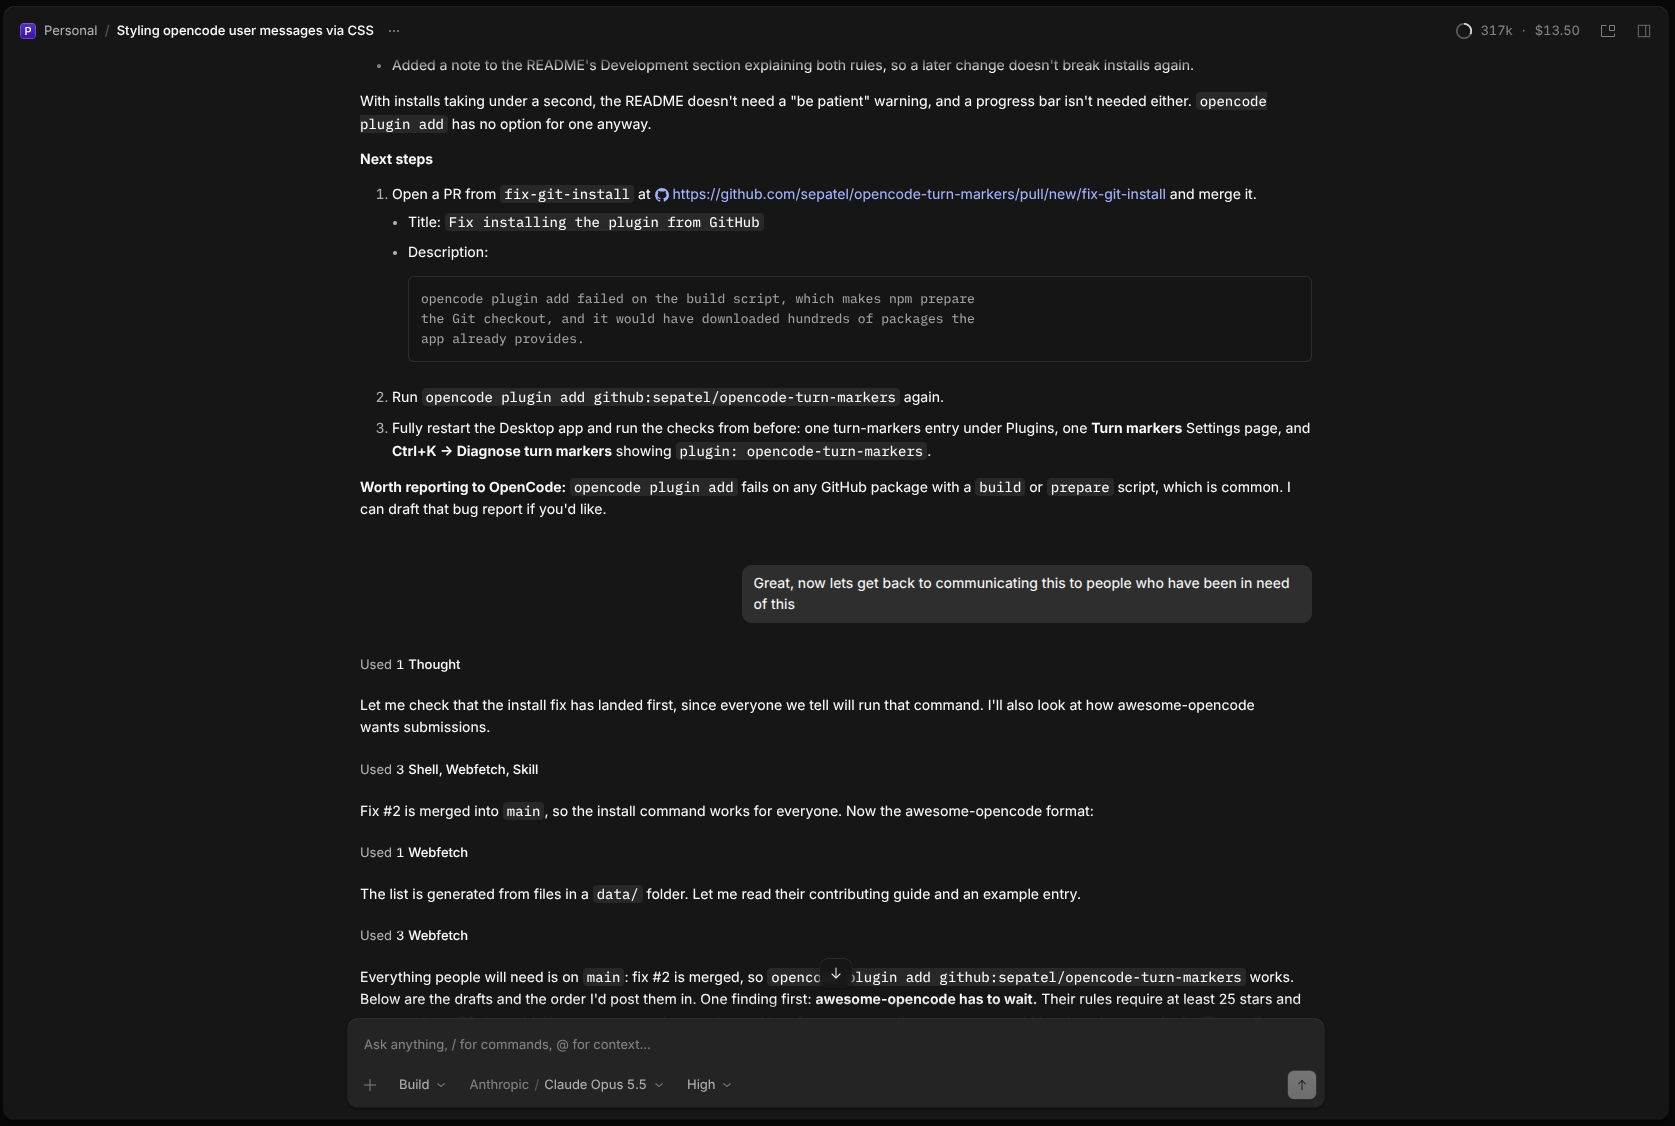 P Personal / Styling opencode user messages via CSS ···
317k · $13.50
• Added a note to the README's Development section explaining both rules, so a later change doesn't break installs again.
With installs taking under a second, the README doesn't need a "be patient" warning, and a progress bar isn't needed either. opencode
plugin add has no option for one anyway.
Next steps
1. Open a PR from fix-git-install at https://github.com/sepatel/opencode-turn-markers/pull/new/fix-git-install and merge it.
• Title: Fix installing the plugin from GitHub
• Description:
opencode plugin add failed on the build script, which makes npm prepare
the Git checkout, and it would have downloaded hundreds of packages the
app already provides.
2. Run opencode plugin add github:sepatel/opencode-turn-markers again.
3. Fully restart the Desktop app and run the checks from before: one turn-markers entry under Plugins, one Turn markers Settings page, and
Ctrl+K → Diagnose turn markers showing plugin: opencode-turn-markers.
Worth reporting to OpenCode: opencode plugin add fails on any GitHub package with a build or prepare script, which is common. I
can draft that bug report if you'd like.
Great, now lets get back to communicating this to people who have been in need
of this
Used 1 Thought
Let me check that the install fix has landed first, since everyone we tell will run that command. I'll also look at how awesome-opencode
wants submissions.
Used 3 Shell, Webfetch, Skill
Fix #2 is merged into main, so the install command works for everyone. Now the awesome-opencode format:
Used 1 Webfetch
The list is generated from files in a data/ folder. Let me read their contributing guide and an example entry.
Used 3 Webfetch
Everything people will need is on main: fix #2 is merged, so openc plugin add github:sepatel/opencode-turn-markers works.
Below are the drafts and the order I'd post them in. One finding first: awesome-opencode has to wait. Their rules require at least 25 stars and
Ask anything, / for commands, @ for context...
Build
Anthropic / Claude Opus 5.5
High